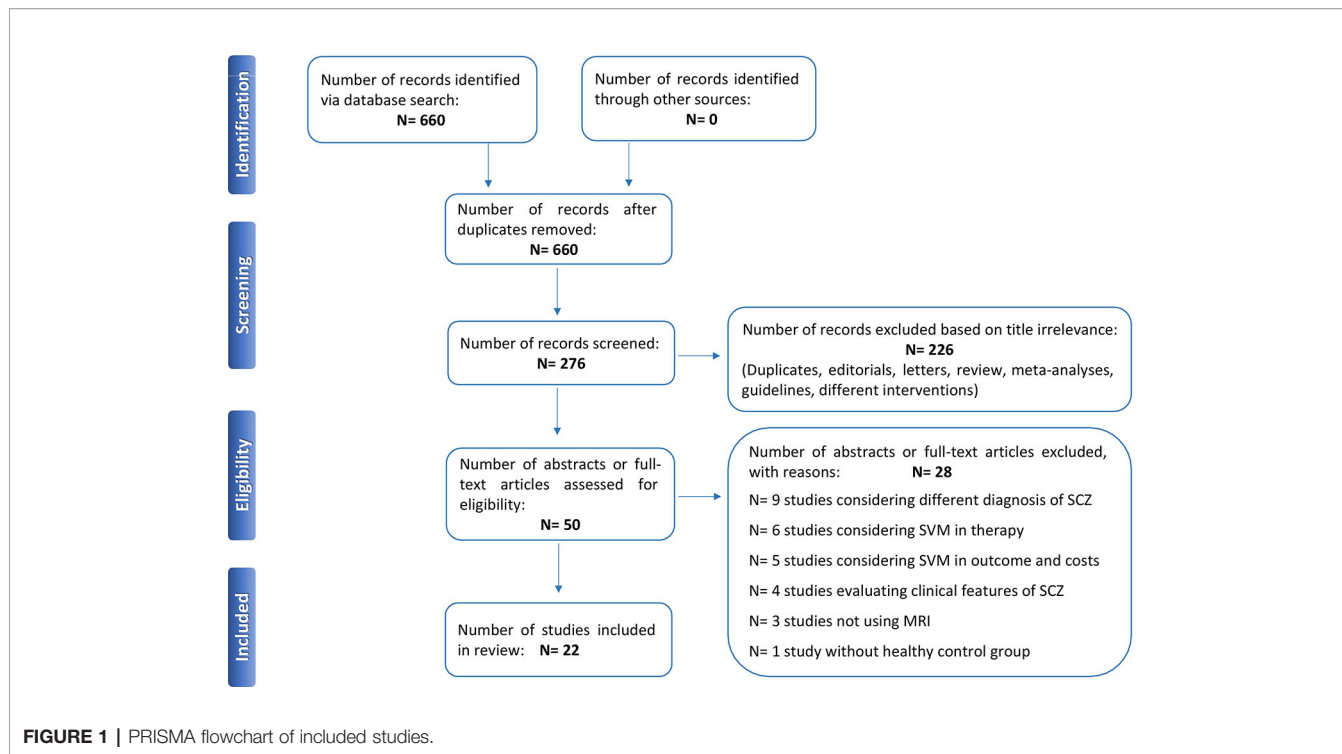 Identification
Number of records identified
via database search:
N= 660
Number of records identified
through other sources:
N= 0
Number of records after
duplicates removed:
N= 660
Screening
Number of records screened:
N= 276
Number of records excluded based on title irrelevance:
N= 226
(Duplicates, editorials, letters, review, meta-analyses,
guidelines, different interventions)
Eligibility
Number of abstracts or full-
text articles assessed for
eligibility:
N= 50
Number of abstracts or full-text articles excluded,
with reasons: N= 28
N= 9 studies considering different diagnosis of SCZ
N= 6 studies considering SVM in therapy
N= 5 studies considering SVM in outcome and costs
N= 4 studies evaluating clinical features of SCZ
N= 3 studies not using MRI
N= 1 study without healthy control group
Included
Number of studies included
in review: N= 22
FIGURE 1 | PRISMA flowchart of included studies.